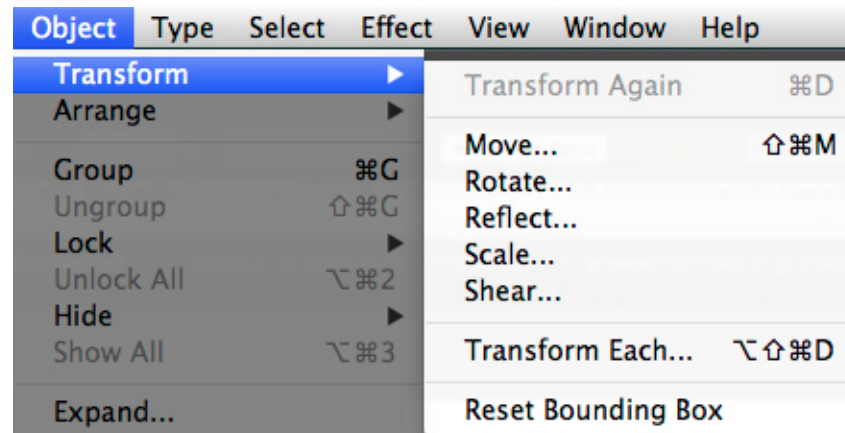 Object Type Select Effect View Window Help
Transform ▶
Arrange ▶
Group ⌘G
Ungroup ⇧⌘G
Lock ▶
Unlock All ⌥⌘2
Hide ▶
Show All ⌥⌘3
Expand...
Transform Again ⌘D
Move... ⇧⌘M
Rotate...
Reflect...
Scale...
Shear...
Transform Each... ⌥⇧⌘D
Reset Bounding Box